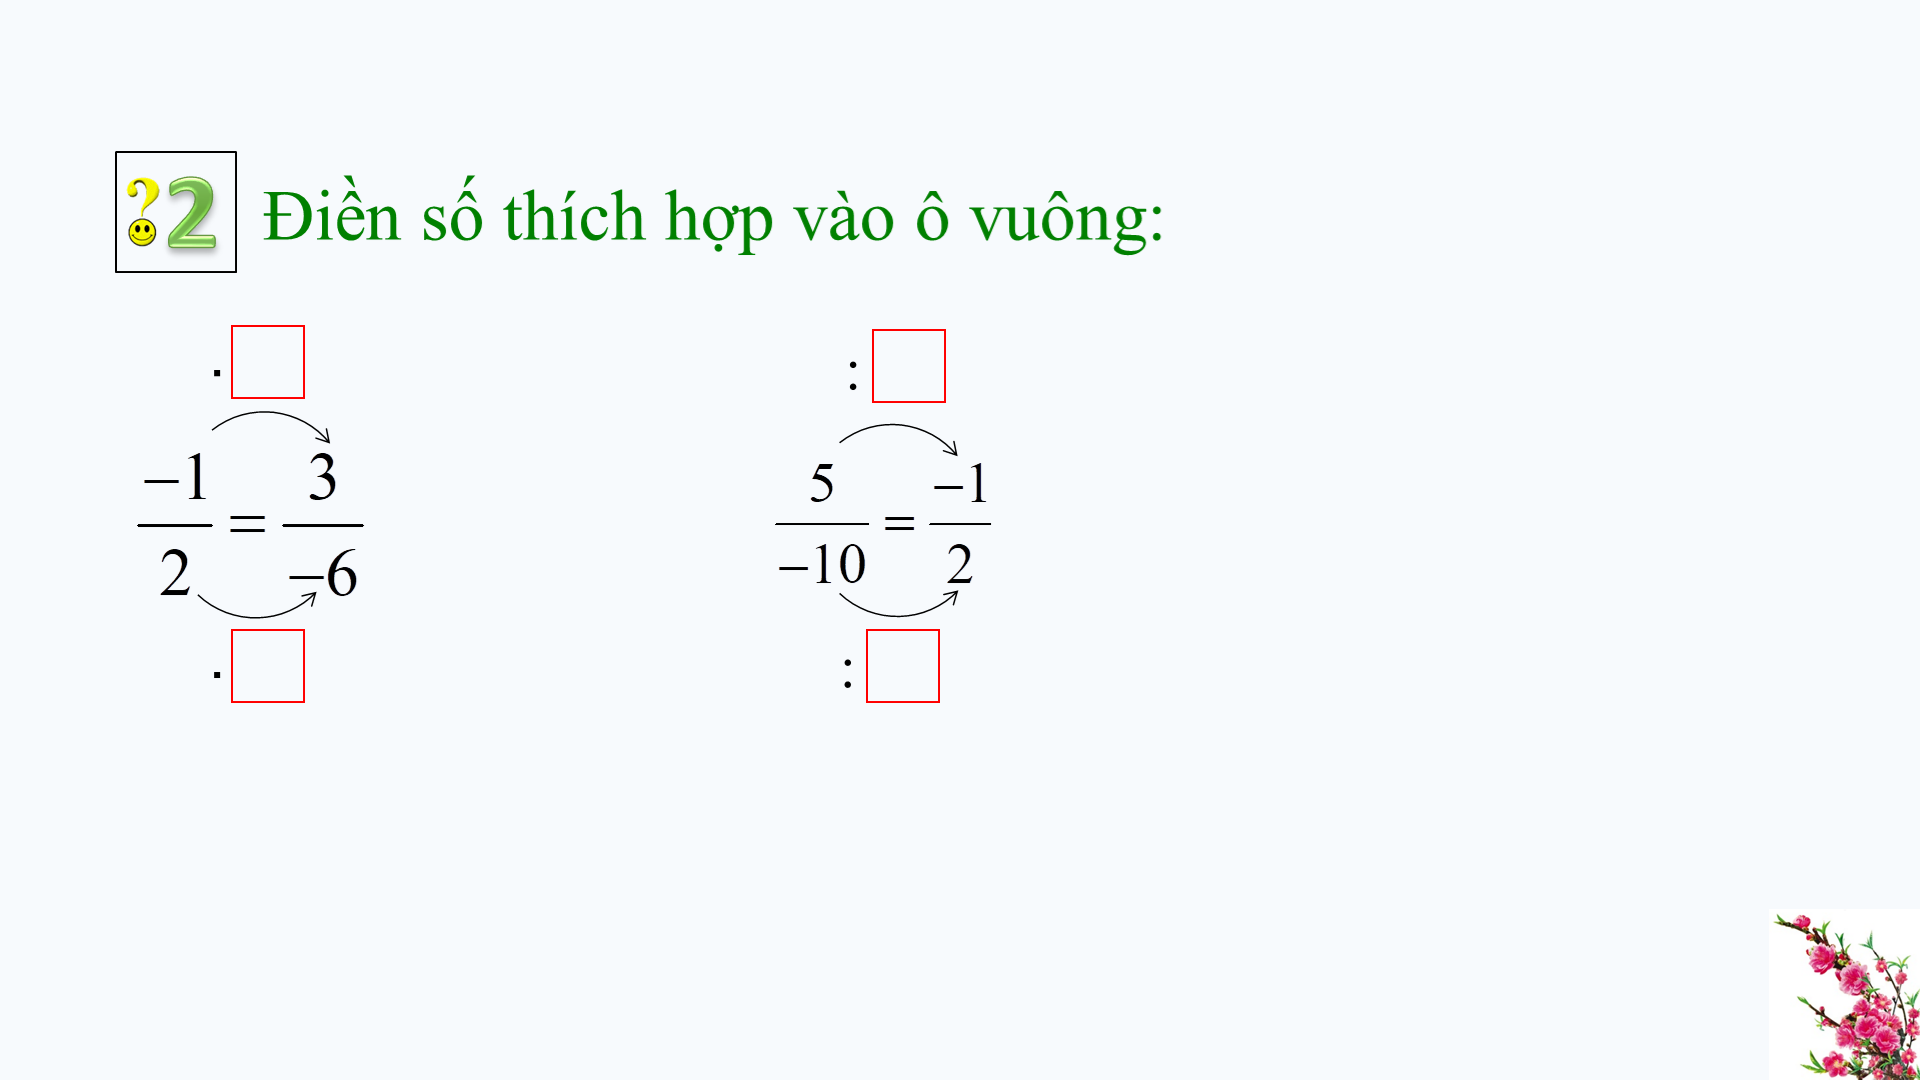 ?2 Điền số thích hợp vào ô vuông:
. :
−1/2 = 3/−6 5/−10 = −1/2
. :